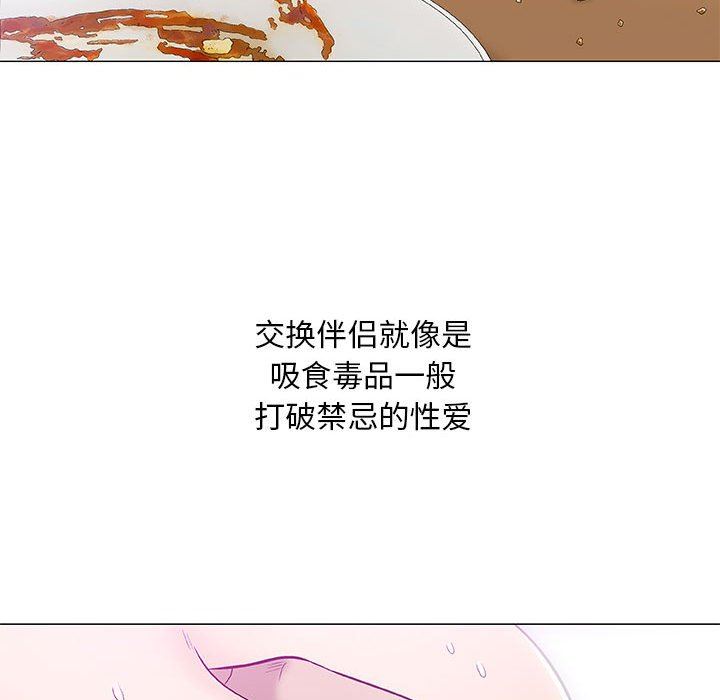 交换伴侣就像是
吸食毒品一般
打破禁忌的性爱